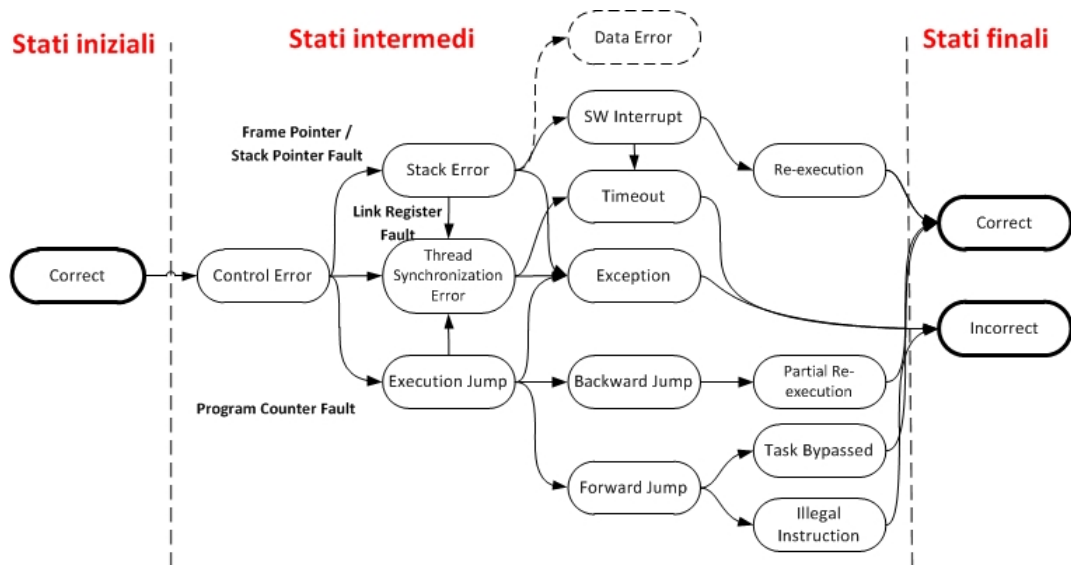 Stati iniziali
Stati intermedi
Stati finali
Data Error
SW Interrupt
Frame Pointer /
Stack Pointer Fault
Stack Error
Re-execution
Timeout
Link Register
Fault
Correct
Correct
Control Error
Thread
Synchronization
Error
Exception
Incorrect
Execution Jump
Backward Jump
Partial Re-
execution
Program Counter Fault
Task Bypassed
Forward Jump
Illegal
Instruction